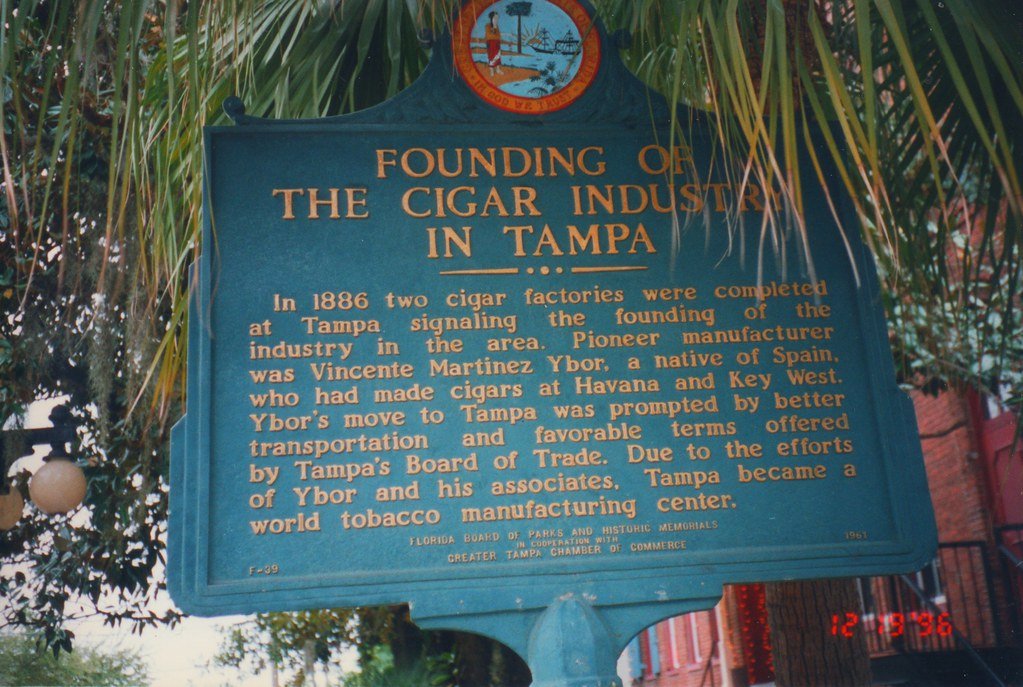 IN GOD WE TRUST
FOUNDING OF
THE CIGAR INDUSTRY
IN TAMPA
In 1886 two cigar factories were completed
at Tampa signaling the founding of the
industry in the area. Pioneer manufacturer
was Vincente Martinez Ybor, a native of Spain,
who had made cigars at Havana and Key West.
Ybor's move to Tampa was prompted by better
transportation and favorable terms offered
by Tampa's Board of Trade. Due to the efforts
of Ybor and his associates, Tampa became a
world tobacco manufacturing center.
FLORIDA BOARD OF PARKS AND HISTORIC MEMORIALS
IN COOPERATION WITH
GREATER TAMPA CHAMBER OF COMMERCE
F-39 1961
12 19 '96